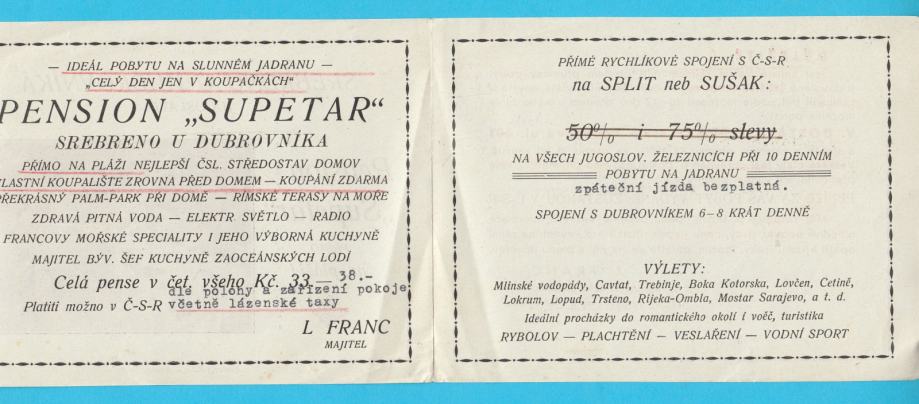 — IDEÁL POBYTU NA SLUNNÉM JADRANU —
„CELÝ DEN JEN V KOUPAČKÁCH“
PENSION „SUPETAR“
SREBRENO U DUBROVNÍKA
PŘÍMO NA PLÁŽI NEJLEPŠÍ ČSL. STŘEDOSTAV DOMOV
VLASTNÍ KOUPALIŠTE ZROVNA PŘED DOMEM — KOUPÁNÍ ZDARMA
PŘEKRÁSNÝ PALM-PARK PŘI DOMĚ — RÍMSKÉ TERASY NA MOŘE
ZDRAVÁ PITNÁ VODA — ELEKTR. SVĚTLO — RADIO
FRANCOVY MOŘSKÉ SPECIALITY I JEHO VÝBORNÁ KUCHYNĚ
MAJITEL BÝV. ŠEF KUCHYNĚ ZAOCEÁNSKÝCH LODÍ
Celá pense v čet. všeho Kč. 33.— 38.-
dle polohy a zařízení pokoje
Platiti možno v Č-S-R včetně lázenské taxy
L FRANC
MAJITEL
PŘÍMÉ RYCHLÍKOVÉ SPOJENÍ S Č-S-R
na SPLIT neb SUŠAK:
50% i 75% slevy
NA VŠECH JUGOSLOV. ŽELEZNICÍCH PŘI 10 DENNÍM
POBYTU NA JADRANU
zpáteční jízda bezplatná.
SPOJENÍ S DUBROVNÍKEM 6–8 KRÁT DENNĚ
VÝLETY:
Mlinské vodopády, Cavtat, Trebinje, Boka Kotorska, Lovčen, Cetině,
Lokrum, Lopud, Trsteno, Rijeka-Ombla, Mostar Sarajevo, a t. d.
Ideální procházky do romantického okolí i voěč, turistika
RYBOLOV — PLACHTĚNÍ — VESLAŘENÍ — VODNÍ SPORT